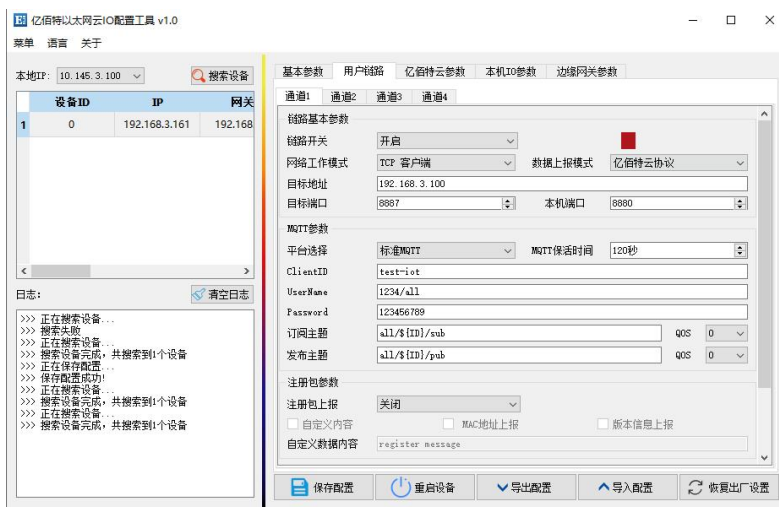 亿佰特以太网云IO配置工具 v1.0
菜单 语言 关于
本地IP: 10.145.3.100 搜索设备
设备ID IP 网关
1 0 192.168.3.161 192.168
日志: 清空日志
>>> 正在搜索设备...
>>> 搜索失败
>>> 正在搜索设备...
>>> 搜索设备完成，共搜索到1个设备
>>> 正在保存配置...
>>> 保存配置成功!
>>> 正在搜索设备...
>>> 搜索设备完成，共搜索到1个设备
>>> 正在搜索设备...
>>> 搜索设备完成，共搜索到1个设备
基本参数 用户链路 亿佰特云参数 本机IO参数 边缘网关参数
通道1 通道2 通道3 通道4
链路基本参数
链路开关 开启
网络工作模式 TCP 客户端 数据上报模式 亿佰特云协议
目标地址 192.168.3.100
目标端口 8887 本机端口 8880
MQTT参数
平台选择 标准MQTT MQTT保活时间 120秒
ClientID test-iot
UserName 1234/all
Password 123456789
订阅主题 all/${ID}/sub QOS 0
发布主题 all/${ID}/pub QOS 0
注册包参数
注册包上报 关闭
自定义内容 MAC地址上报 版本信息上报
自定义数据内容 register message
保存配置 重启设备 导出配置 导入配置 恢复出厂设置